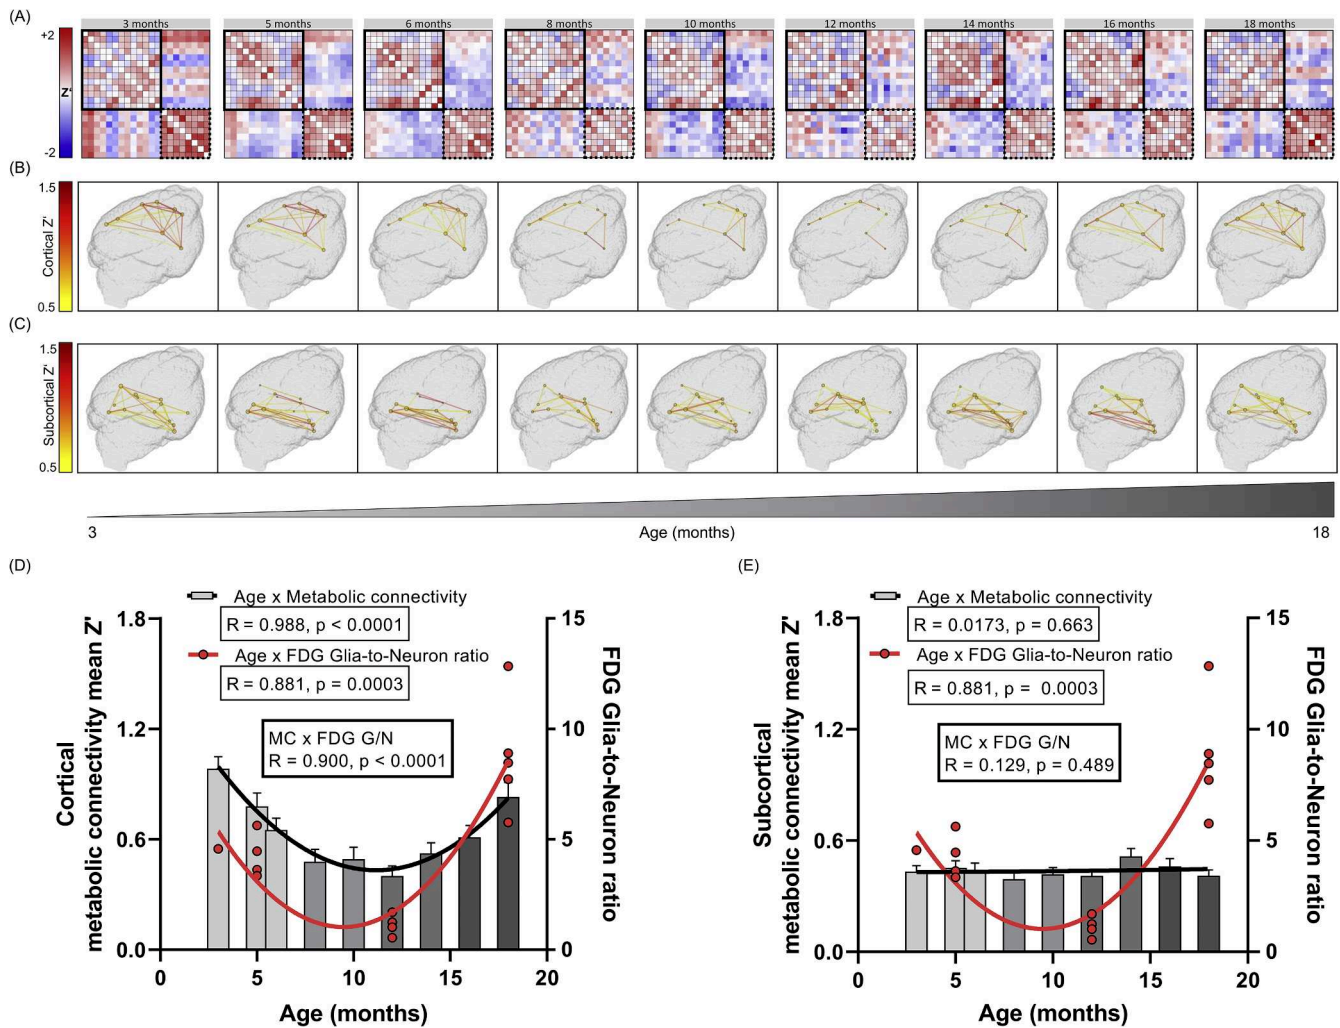 (A)
3 months 5 months 6 months 8 months 10 months 12 months 14 months 16 months 18 months
+2
Z'
-2
(B)
1.5
Cortical Z'
0.5
(C)
1.5
Subcortical Z'
0.5
3 Age (months) 18
(D)
Age x Metabolic connectivity
R = 0.988, p < 0.0001
Age x FDG Glia-to-Neuron ratio
R = 0.881, p = 0.0003
MC x FDG G/N
R = 0.900, p < 0.0001
Cortical
metabolic connectivity mean Z'
1.8
1.2
0.6
0.0
15
10
5
0
FDG Glia-to-Neuron ratio
0 5 10 15 20
Age (months)
(E)
Age x Metabolic connectivity
R = 0.0173, p = 0.663
Age x FDG Glia-to-Neuron ratio
R = 0.881, p = 0.0003
MC x FDG G/N
R = 0.129, p = 0.489
Subcortical
metabolic connectivity mean Z'
1.8
1.2
0.6
0.0
15
10
5
0
FDG Glia-to-Neuron ratio
0 5 10 15 20
Age (months)